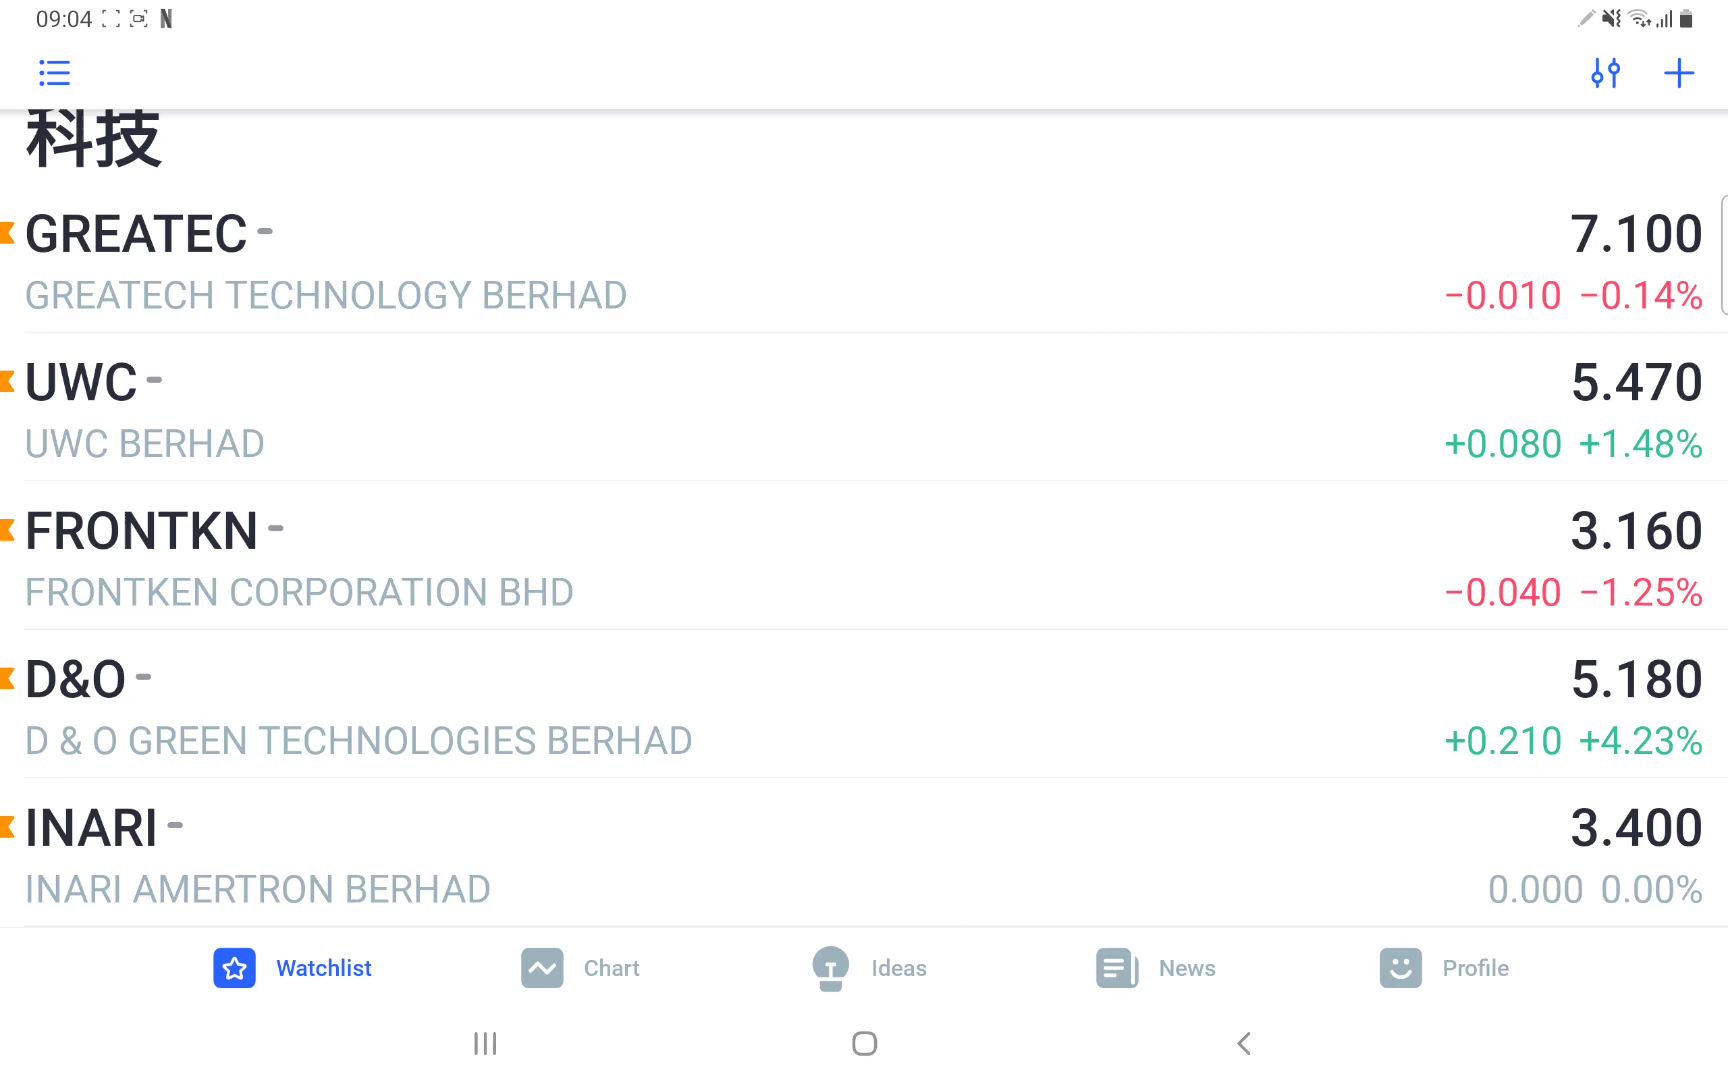 09:04
科技
GREATEC
7.100
GREATECH TECHNOLOGY BERHAD
−0.010 −0.14%
UWC
5.470
UWC BERHAD
+0.080 +1.48%
FRONTKN
3.160
FRONTKEN CORPORATION BHD
−0.040 −1.25%
D&O
5.180
D & O GREEN TECHNOLOGIES BERHAD
+0.210 +4.23%
INARI
3.400
INARI AMERTRON BERHAD
0.000 0.00%
Watchlist Chart Ideas News Profile